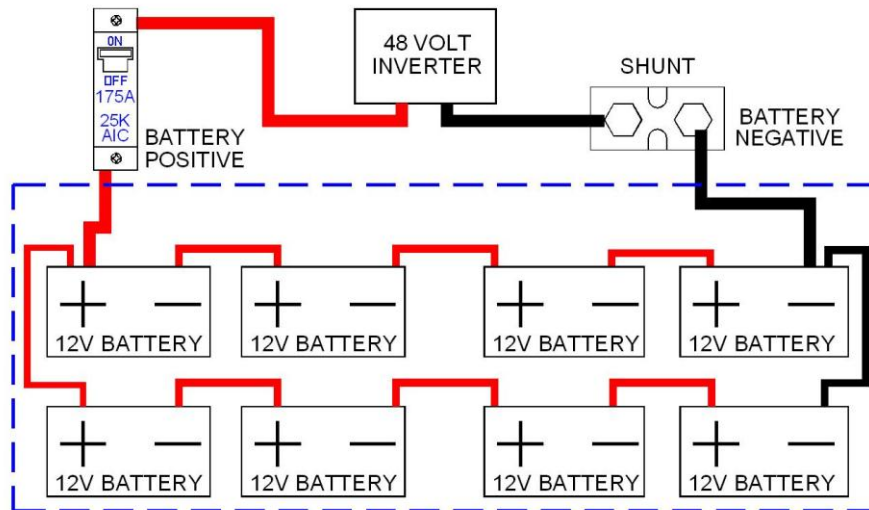 ON
OFF
175A
25K
AIC
BATTERY
POSITIVE
48 VOLT
INVERTER
SHUNT
BATTERY
NEGATIVE
+ −
12V BATTERY
+ −
12V BATTERY
+ −
12V BATTERY
+ −
12V BATTERY
+ −
12V BATTERY
+ −
12V BATTERY
+ −
12V BATTERY
+ −
12V BATTERY